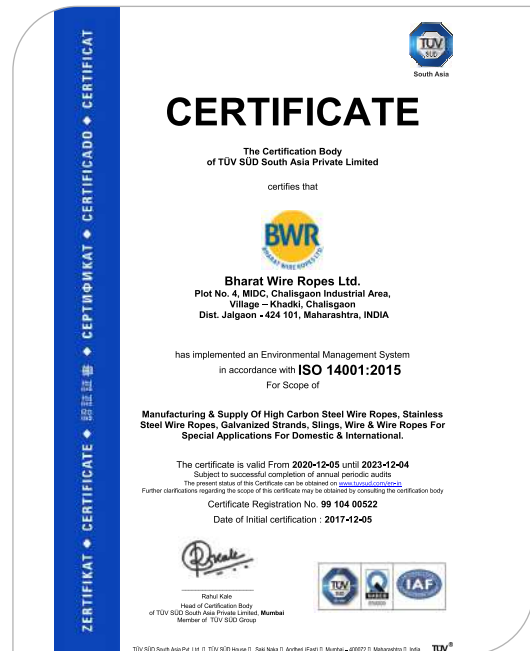 TÜV
SÜD
South Asia
CERTIFICATE
The Certification Body
of TÜV SÜD South Asia Private Limited
certifies that
BWR
BHARAT WIRE ROPES LTD.
Bharat Wire Ropes Ltd.
Plot No. 4, MIDC, Chalisgaon Industrial Area,
Village – Khadki, Chalisgaon
Dist. Jalgaon - 424 101, Maharashtra, INDIA
has implemented an Environmental Management System
in accordance with ISO 14001:2015
For Scope of
Manufacturing & Supply Of High Carbon Steel Wire Ropes, Stainless
Steel Wire Ropes, Galvanized Strands, Slings, Wire & Wire Ropes For
Special Applications For Domestic & International.
The certificate is valid From 2020-12-05 until 2023-12-04
Subject to successful completion of annual periodic audits
The present status of this Certificate can be obtained on www.tuvsud.com/en-in
Further clarifications regarding the scope of this certificate may be obtained by consulting the certification body
Certificate Registration No. 99 104 00522
Date of Initial certification : 2017-12-05
Rahul Kale
Head of Certification Body
of TÜV SÜD South Asia Private Limited, Mumbai
Member of TÜV SÜD Group
TÜV
SÜD
NABCB
IAF
TÜV SÜD South Asia Pvt. Ltd. TÜV SÜD House Saki Naka Andheri (East) Mumbai – 400072 Maharashtra India
TÜV®
ZERTIFIKAT ◆ CERTIFICATE ◆ 認証証書 ◆ СЕРТИФИКАТ ◆ CERTIFICADO ◆ CERTIFICAT